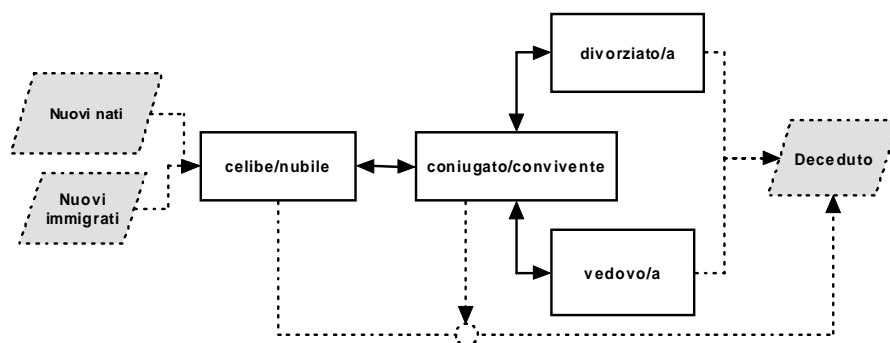 divorziato/a
Nuovi nati
celibe/nubile
coniugato/convivente
Deceduto
Nuovi
immigrati
vedovo/a